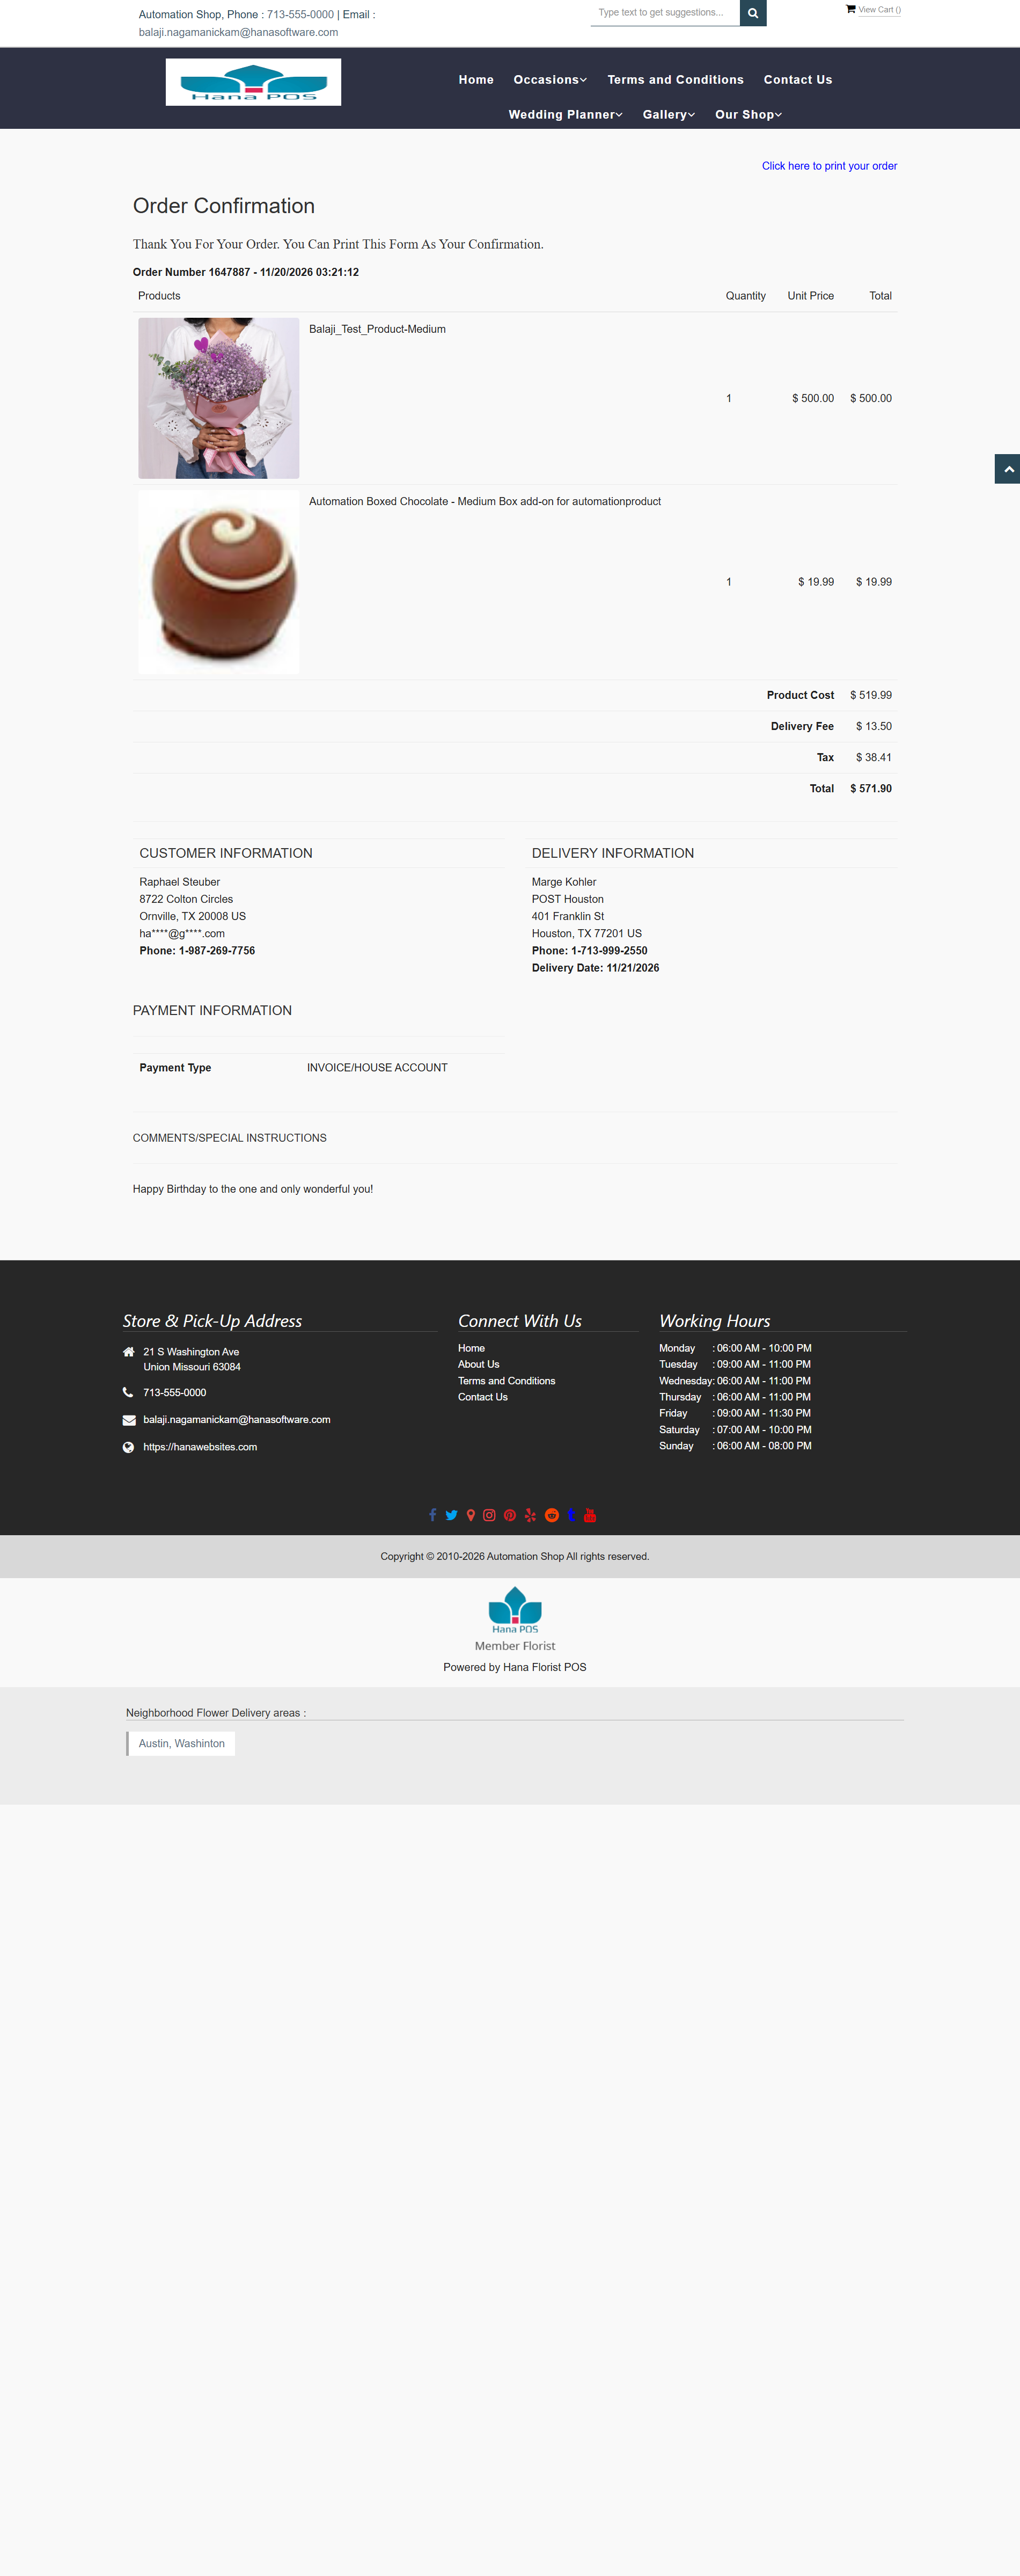 Automation Shop, Phone : 713-555-0000 | Email :
balaji.nagamanickam@hanasoftware.com
Type text to get suggestions...
View Cart ()
Hana POS
Home Occasions Terms and Conditions Contact Us
Wedding Planner Gallery Our Shop
Click here to print your order
Order Confirmation
Thank You For Your Order. You Can Print This Form As Your Confirmation.
Order Number 1647887 - 11/20/2026 03:21:12
Products Quantity Unit Price Total
Balaji_Test_Product-Medium
1 $ 500.00 $ 500.00
Automation Boxed Chocolate - Medium Box add-on for automationproduct
1 $ 19.99 $ 19.99
Product Cost $ 519.99
Delivery Fee $ 13.50
Tax $ 38.41
Total $ 571.90
CUSTOMER INFORMATION
Raphael Steuber
8722 Colton Circles
Ornville, TX 20008 US
ha****@g****.com
Phone: 1-987-269-7756
DELIVERY INFORMATION
Marge Kohler
POST Houston
401 Franklin St
Houston, TX 77201 US
Phone: 1-713-999-2550
Delivery Date: 11/21/2026
PAYMENT INFORMATION
Payment Type INVOICE/HOUSE ACCOUNT
COMMENTS/SPECIAL INSTRUCTIONS
Happy Birthday to the one and only wonderful you!
Store & Pick-Up Address
21 S Washington Ave
Union Missouri 63084
713-555-0000
balaji.nagamanickam@hanasoftware.com
https://hanawebsites.com
Connect With Us
Home
About Us
Terms and Conditions
Contact Us
Working Hours
Monday : 06:00 AM - 10:00 PM
Tuesday : 09:00 AM - 11:00 PM
Wednesday: 06:00 AM - 11:00 PM
Thursday : 06:00 AM - 11:00 PM
Friday : 09:00 AM - 11:30 PM
Saturday : 07:00 AM - 10:00 PM
Sunday : 06:00 AM - 08:00 PM
Copyright © 2010-2026 Automation Shop All rights reserved.
Hana POS
Member Florist
Powered by Hana Florist POS
Neighborhood Flower Delivery areas :
Austin, Washinton